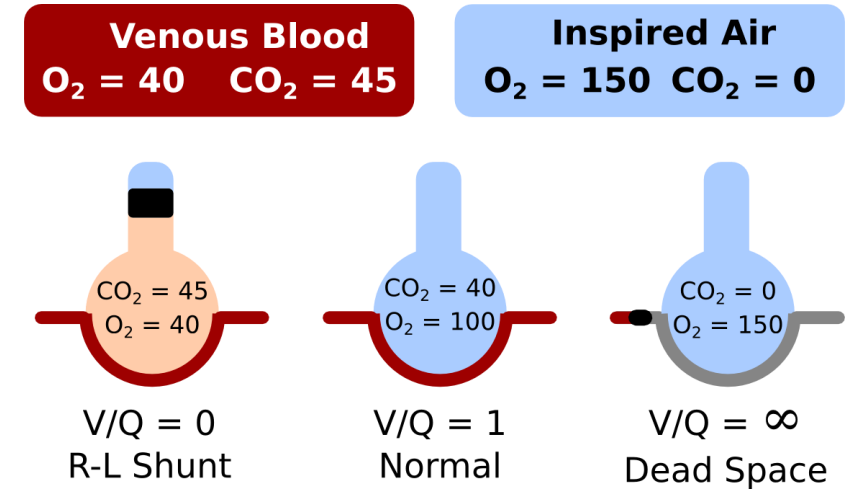 Venous Blood
O₂ = 40 CO₂ = 45
Inspired Air
O₂ = 150 CO₂ = 0
CO₂ = 45
O₂ = 40
V/Q = 0
R-L Shunt
CO₂ = 40
O₂ = 100
V/Q = 1
Normal
CO₂ = 0
O₂ = 150
V/Q = ∞
Dead Space